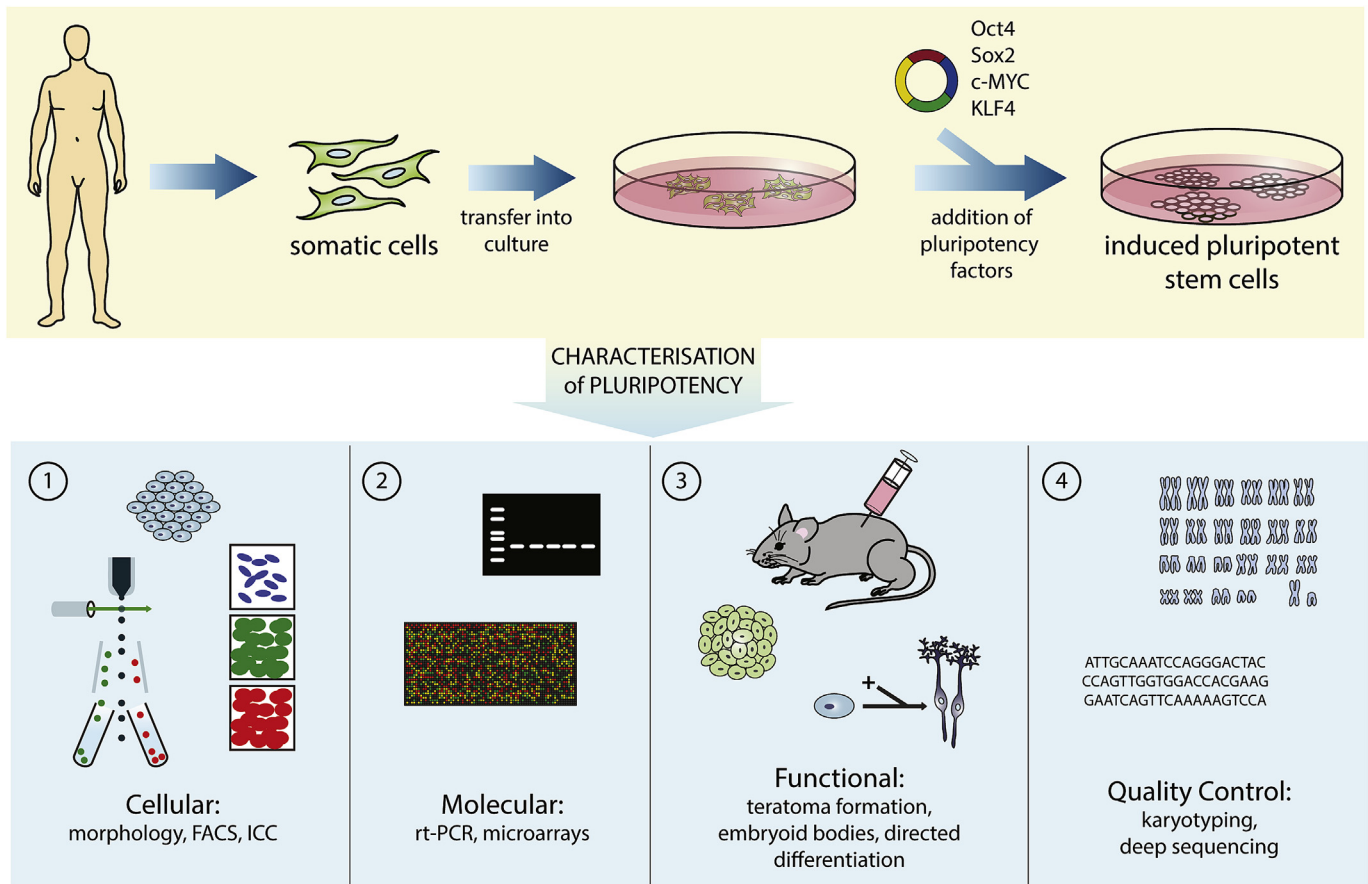 Oct4
Sox2
c-MYC
KLF4
somatic cells
transfer into
culture
addition of
pluripotency
factors
induced pluripotent
stem cells
CHARACTERISATION
of PLURIPOTENCY
1
2
3
4
+
ATTGCAAATCCAGGGACTAC
CCAGTTGGTGGACCACGAAG
GAATCAGTTCAAAAAGTCCA
Cellular:
morphology, FACS, ICC
Molecular:
rt-PCR, microarrays
Functional:
teratoma formation,
embryoid bodies, directed
differentiation
Quality Control:
karyotyping,
deep sequencing